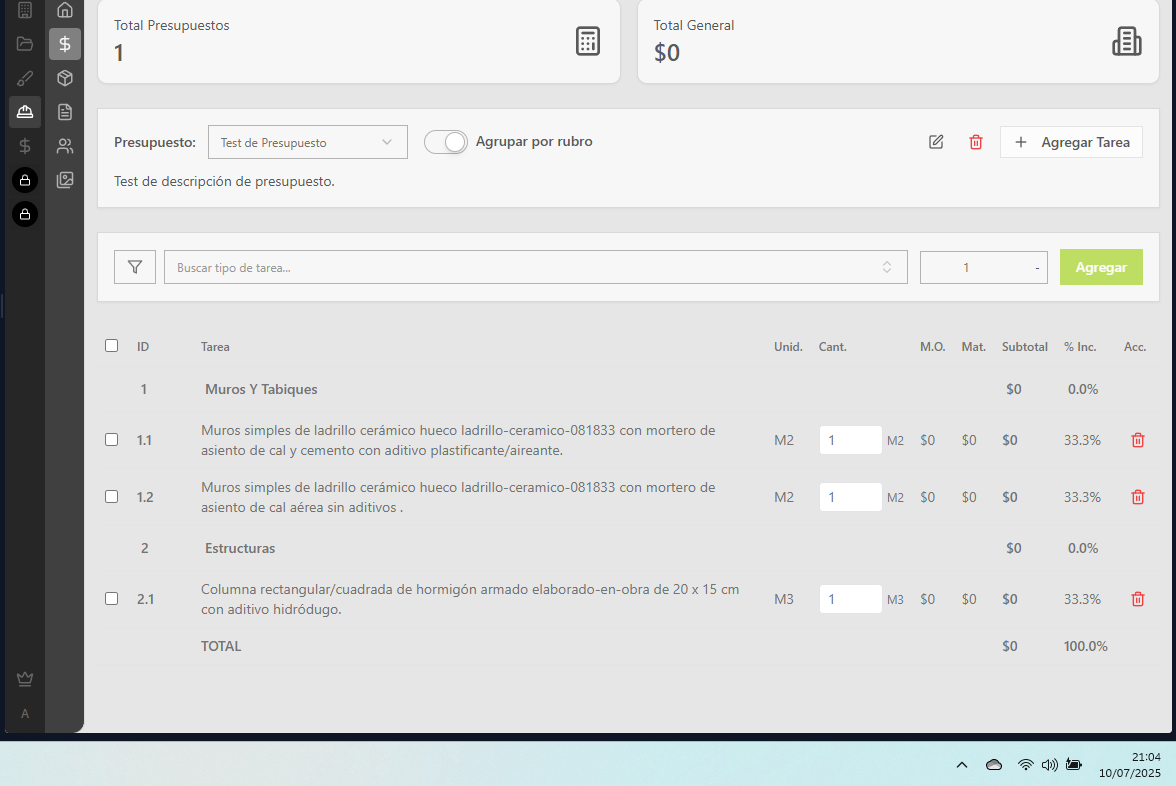 Total Presupuestos
1
Total General
$0
Presupuesto:
Test de Presupuesto
Agrupar por rubro
Agregar Tarea
Test de descripción de presupuesto.
Buscar tipo de tarea...
1
-
Agregar
ID Tarea Unid. Cant. M.O. Mat. Subtotal % Inc. Acc.
1 Muros Y Tabiques $0 0.0%
1.1 Muros simples de ladrillo cerámico hueco ladrillo-ceramico-081833 con mortero de
asiento de cal y cemento con aditivo plastificante/aireante.
M2 1 M2 $0 $0 $0 33.3%
1.2 Muros simples de ladrillo cerámico hueco ladrillo-ceramico-081833 con mortero de
asiento de cal aérea sin aditivos .
M2 1 M2 $0 $0 $0 33.3%
2 Estructuras $0 0.0%
2.1 Columna rectangular/cuadrada de hormigón armado elaborado-en-obra de 20 x 15 cm
con aditivo hidródugo.
M3 1 M3 $0 $0 $0 33.3%
TOTAL $0 100.0%
A
21:04
10/07/2025